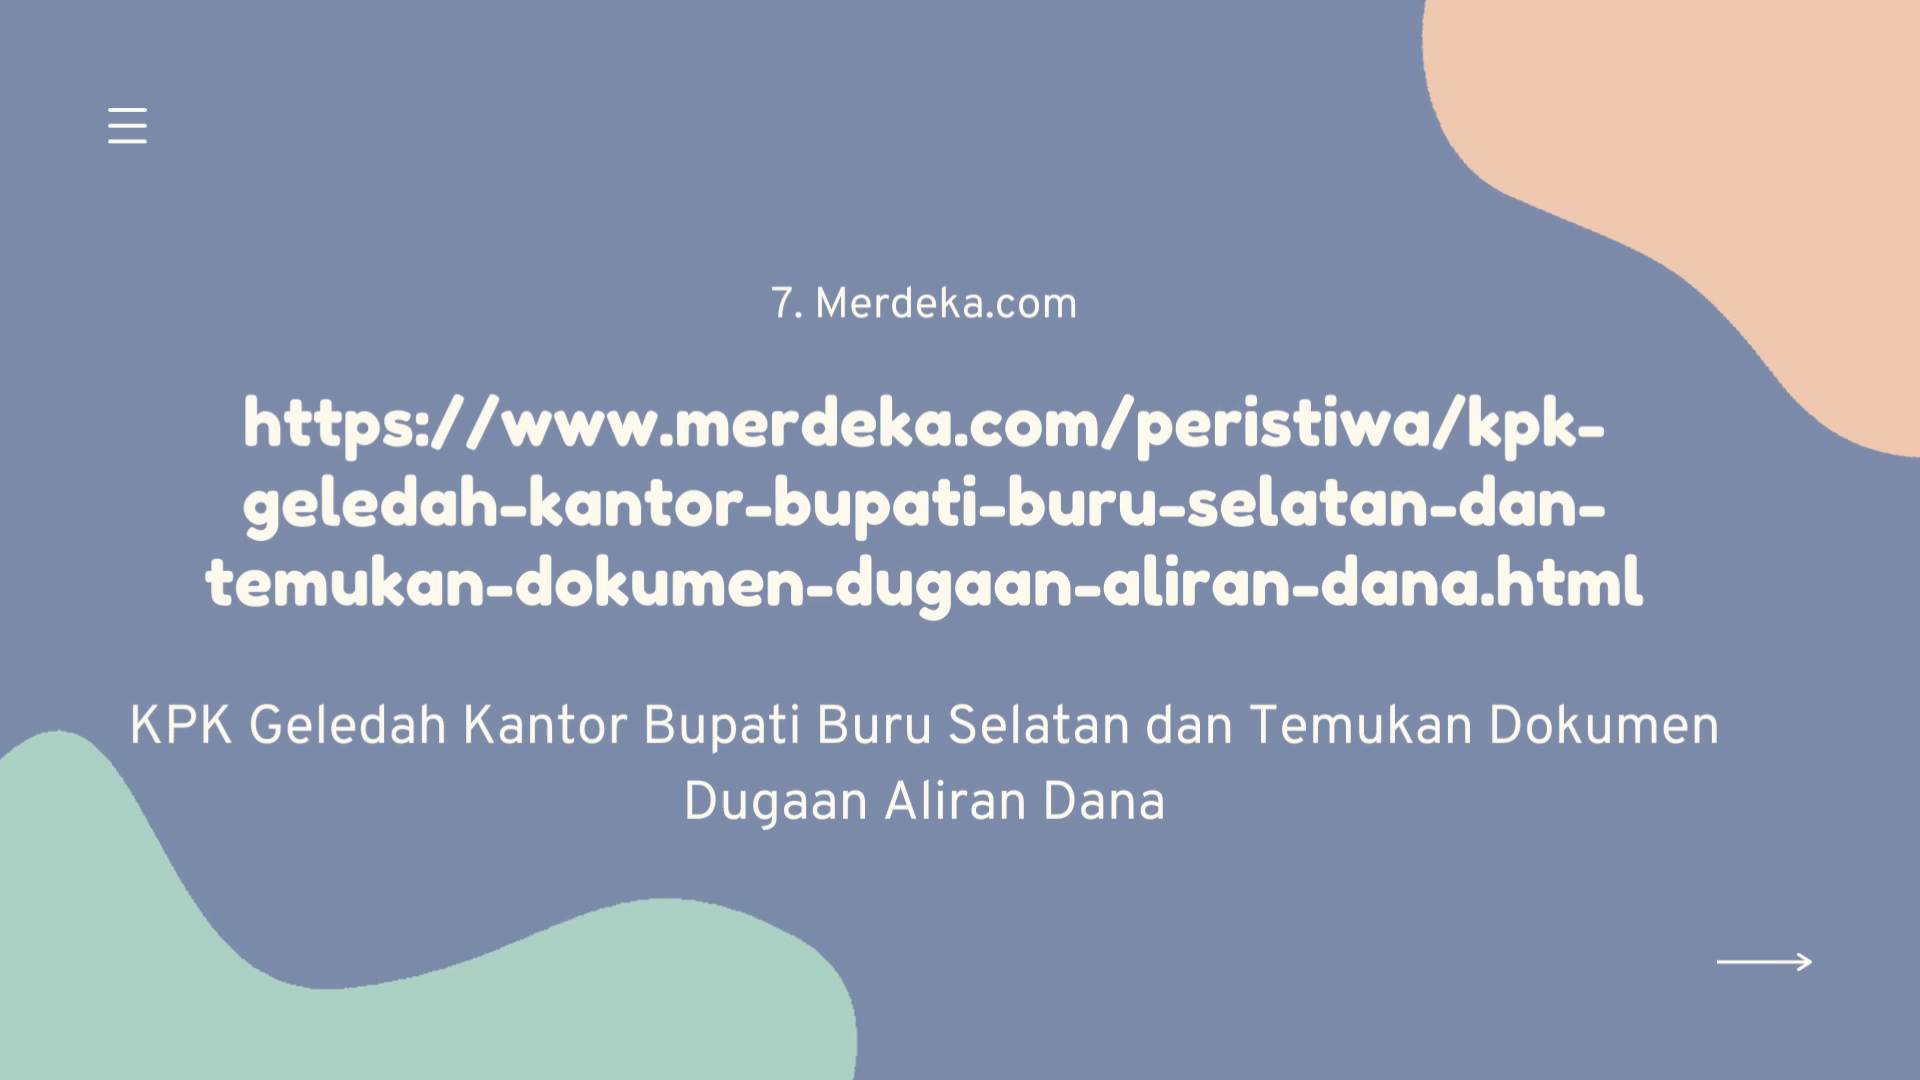 7. Merdeka.com
https://www.merdeka.com/peristiwa/kpk-
geledah-kantor-bupati-buru-selatan-dan-
temukan-dokumen-dugaan-aliran-dana.html
KPK Geledah Kantor Bupati Buru Selatan dan Temukan Dokumen
Dugaan Aliran Dana